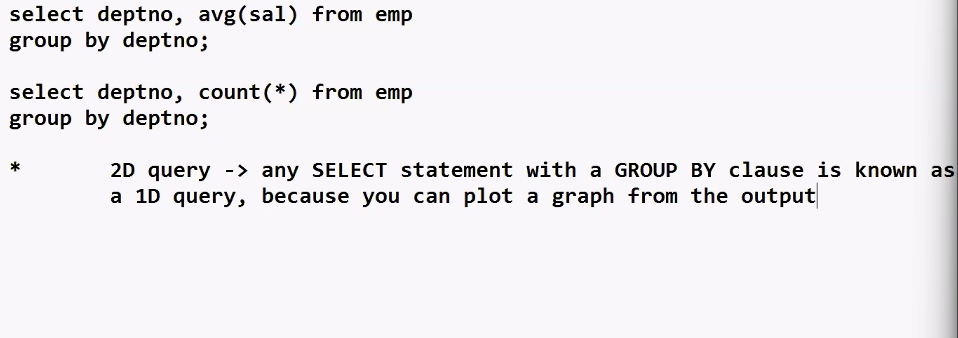 select deptno, avg(sal) from emp
group by deptno;
select deptno, count(*) from emp
group by deptno;
* 2D query -> any SELECT statement with a GROUP BY clause is known as
a 1D query, because you can plot a graph from the output